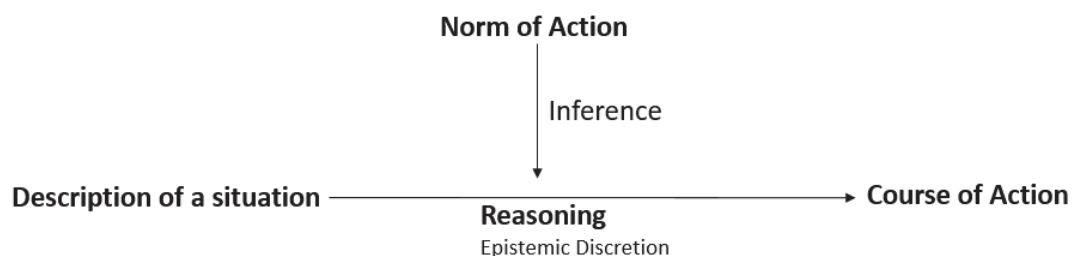 Norm of Action
Inference
Description of a situation
Course of Action
Reasoning
Epistemic Discretion